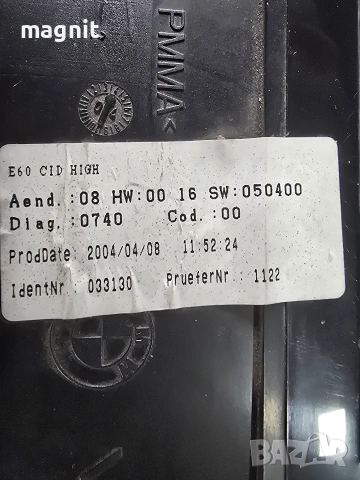 magnit.
>PMMA<
E60 CID HIGH
Aend.:08 HW:00 16 SW:050400
Diag.:0740 Cod.:00
ProdDate: 2004/04/08 11:52:24
IdentNr.: 033130 PrueferNr.: 1122
BAZAR